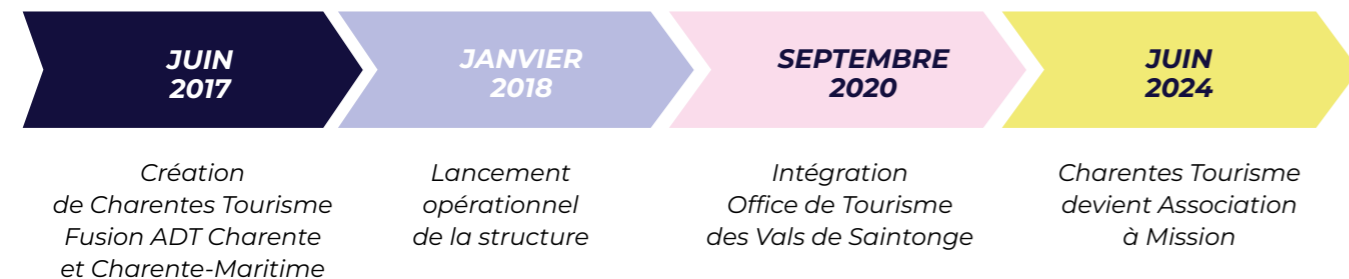 JUIN
2017
Création
de Charentes Tourisme
Fusion ADT Charente
et Charente-Maritime
JANVIER
2018
Lancement
opérationnel
de la structure
SEPTEMBRE
2020
Intégration
Office de Tourisme
des Vals de Saintonge
JUIN
2024
Charentes Tourisme
devient Association
à Mission